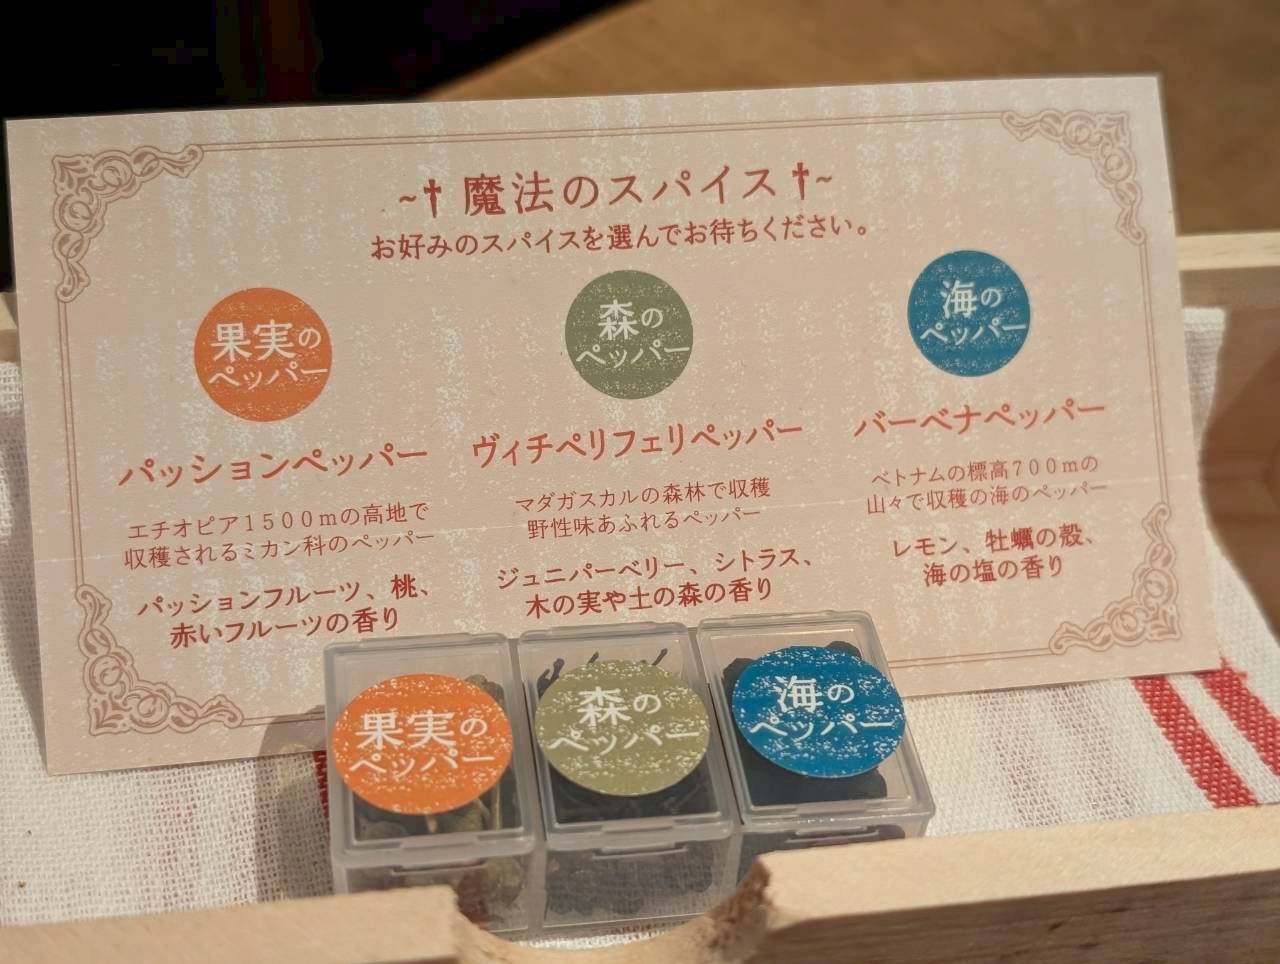 ~† 魔法のスパイス †~
お好みのスパイスを選んでお待ちください。
果実の
ペッパー
パッションペッパー
エチオピア1500mの高地で
収穫されるミカン科のペッパー
パッションフルーツ、桃、
赤いフルーツの香り
森の
ペッパー
ヴィチペリフェリペッパー
マダガスカルの森林で収穫
野性味あふれるペッパー
ジュニパーベリー、シトラス、
木の実や土の森の香り
海の
ペッパー
バーベナペッパー
ベトナムの標高700mの
山々で収穫の海のペッパー
レモン、牡蠣の殻、
海の塩の香り
果実の
ペッパー
森の
ペッパー
海の
ペッパー